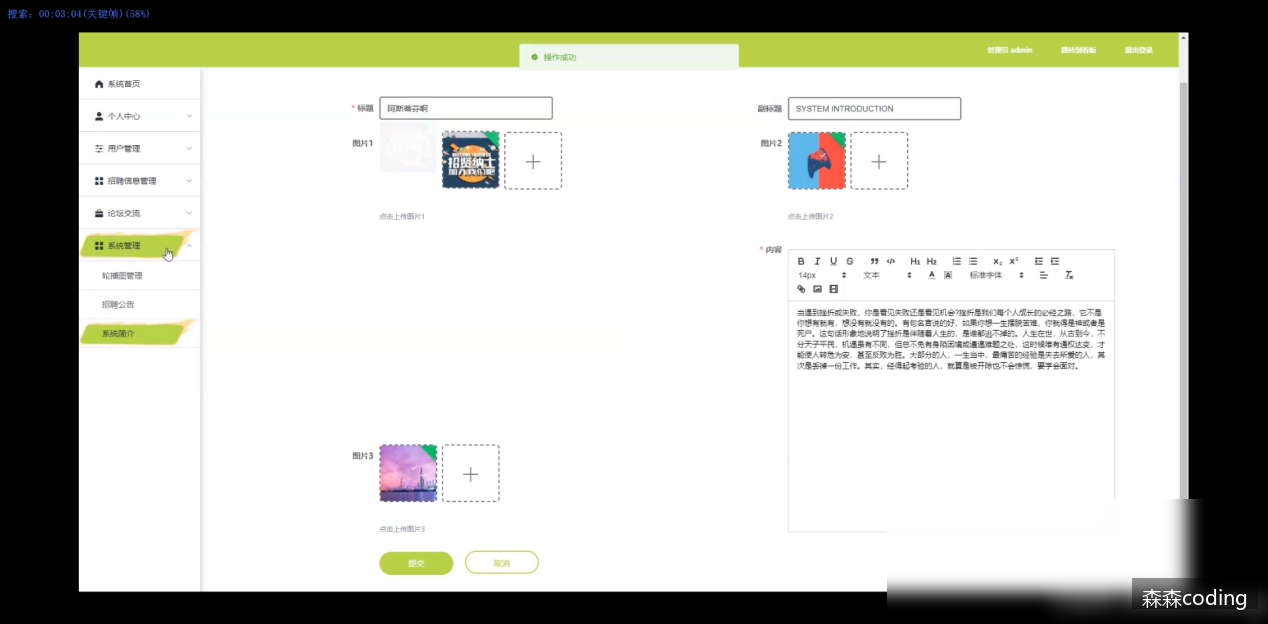 搜索: 00:03:04(关键帧)(58%)
操作成功
管理员 admin
退出登录
系统首页
个人中心
用户管理
招聘信息管理
论坛交流
系统管理
轮播图管理
招聘公告
系统简介
* 标题
阿斯蒂芬啊
副标题
SYSTEM INTRODUCTION
图片1
招贤纳士
加入我们吧
点击上传图片1
图片2
点击上传图片2
* 内容
B I U S ” </> H1 H2 X₂ X²
14px 文本 A A 标准字体
当遇到挫折或失败，你是看见失败还是看见机会?挫折是我们每个人成长的必经之路，它不是
你想有就有，想没有就没有的。有句名言说的好，如果你想一生摆脱苦难，你就得是神或者是
死尸。这句话形象地说明了挫折是伴随着人生的，是谁都逃不掉的。人生在世，从古到今，不
分天子平民，机遇虽有不同，但总不免有身陷困境或遭遇难题之处，这时候唯有通权达变，才
能使人转危为安，甚至反败为胜。大部分的人，一生当中，最痛苦的经验是失去所爱的人，其
次是丢掉一份工作。其实，经得起考验的人，就算是被开除也不会惊慌，要学会面对。
图片3
点击上传图片3
提交
取消
森森coding